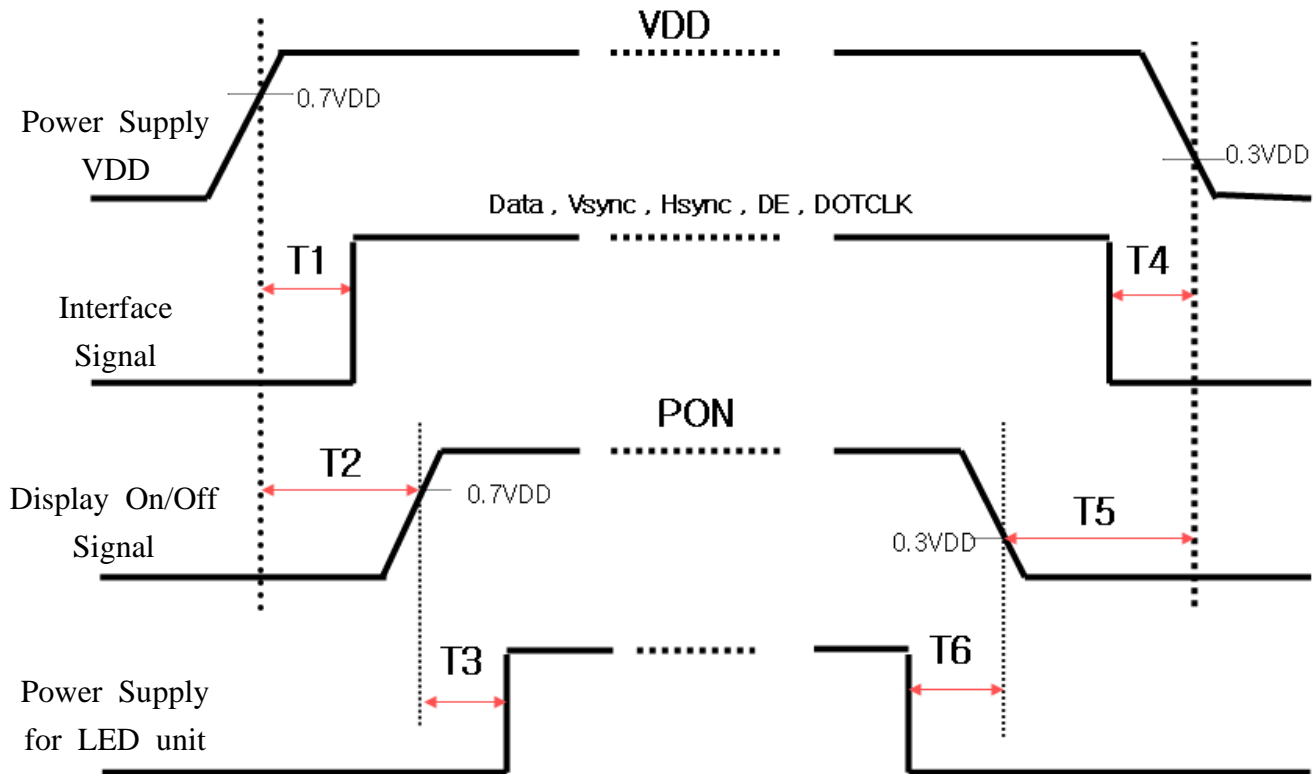 VDD
0.7VDD
Power Supply
VDD
0.3VDD
Data , Vsync , Hsync , DE , DOTCLK
T1
T4
Interface
Signal
PON
T2
0.7VDD
Display On/Off
Signal
T5
0.3VDD
T3
T6
Power Supply
for LED unit